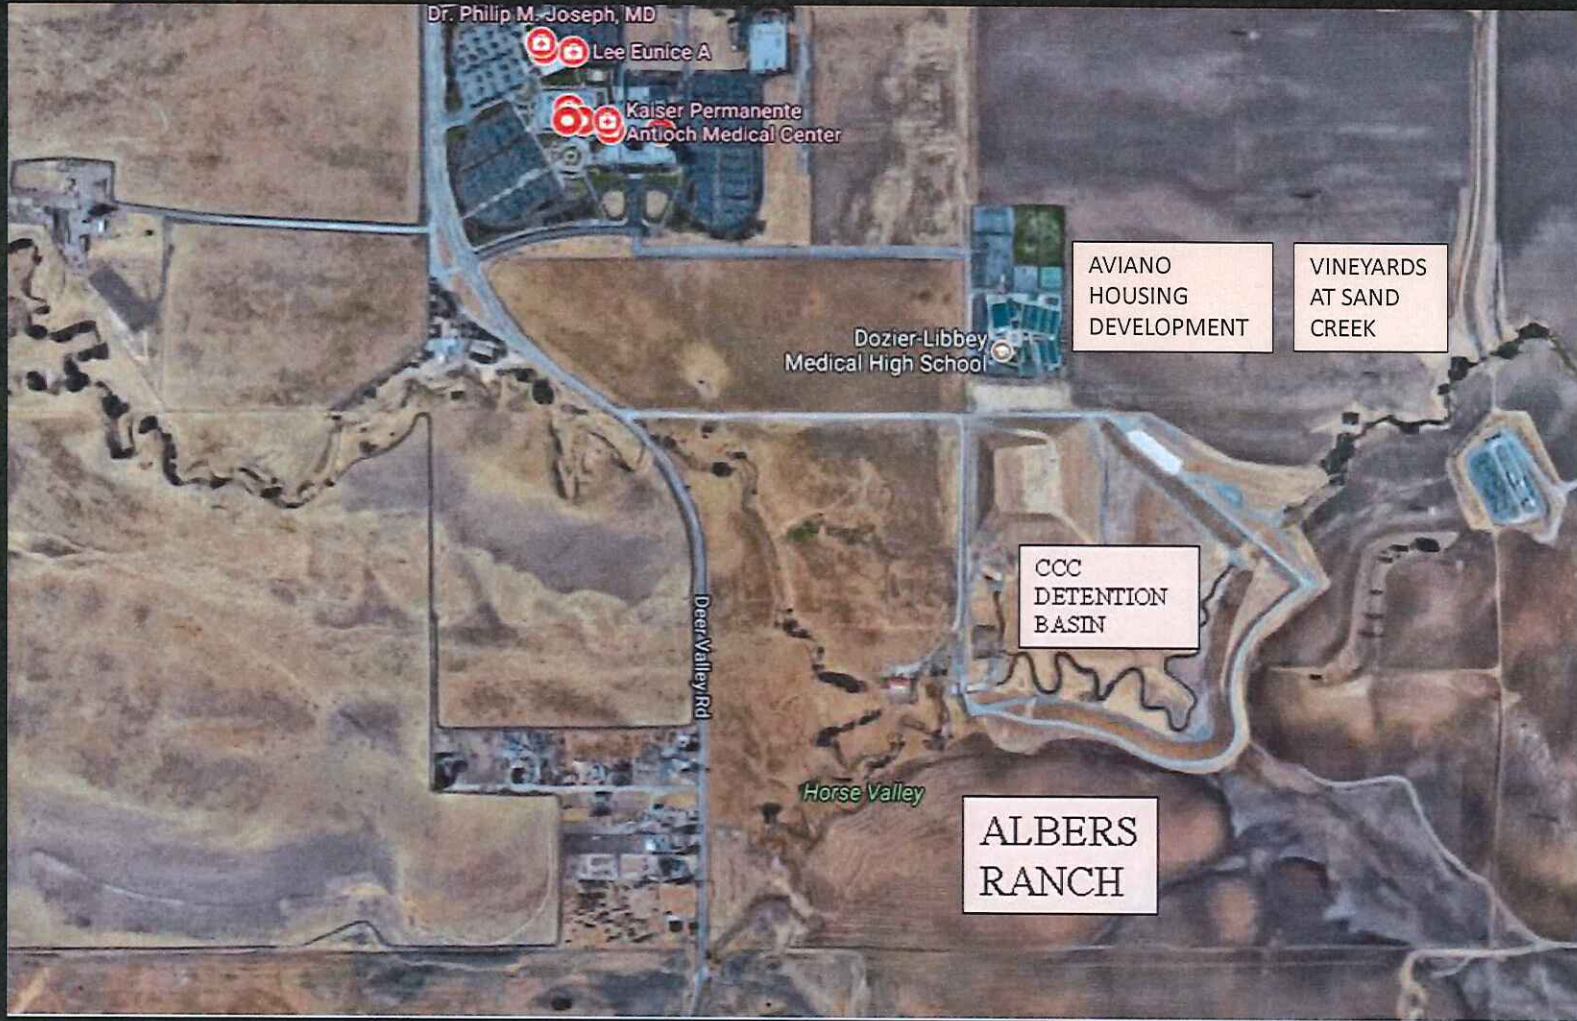 Dr. Philip M. Joseph, MD
Lee Eunice A
Kaiser Permanente
Antioch Medical Center
AVIANO
HOUSING
DEVELOPMENT
VINEYARDS
AT SAND
CREEK
Dozier-Libbey
Medical High School
CCC
DETENTION
BASIN
Deer Valley Rd
Horse Valley
ALBERS
RANCH